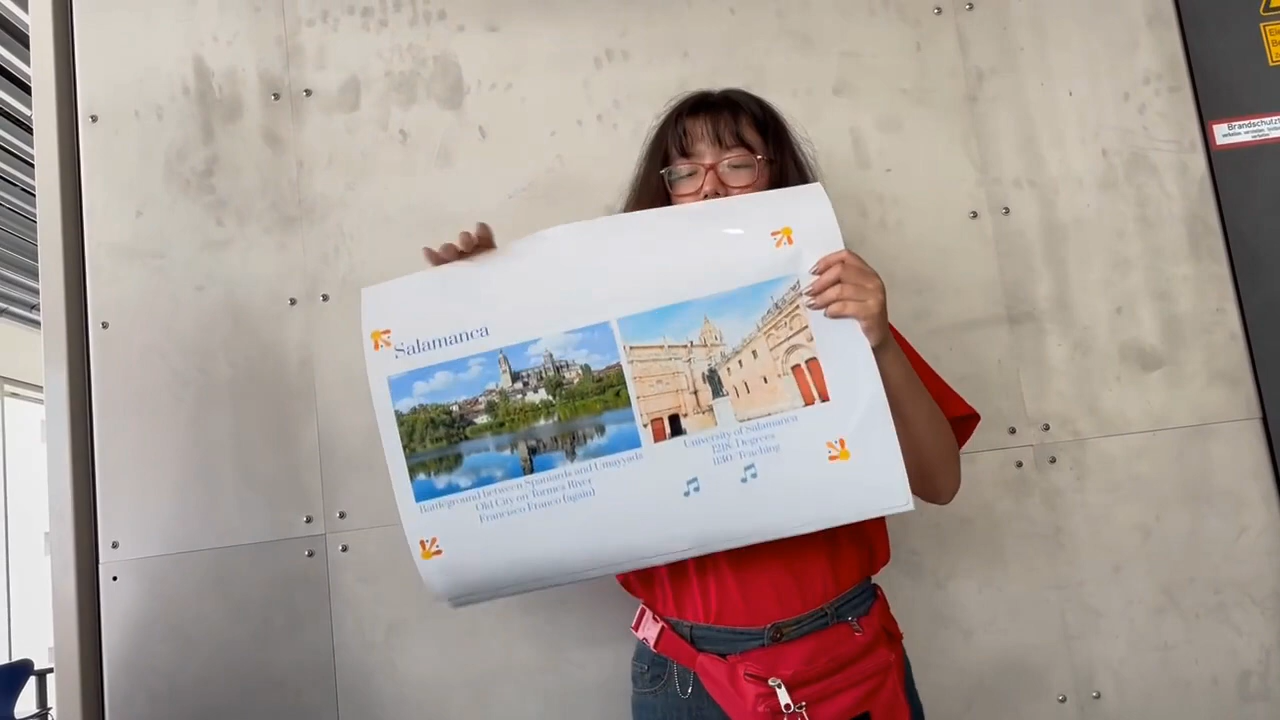 Salamanca
Battleground between Spaniards and Umayyads
Old City on Tormes River
Francisco Franco (again)
University of Salamanca
1218: Degrees
1130: Teaching
Brandschutzt